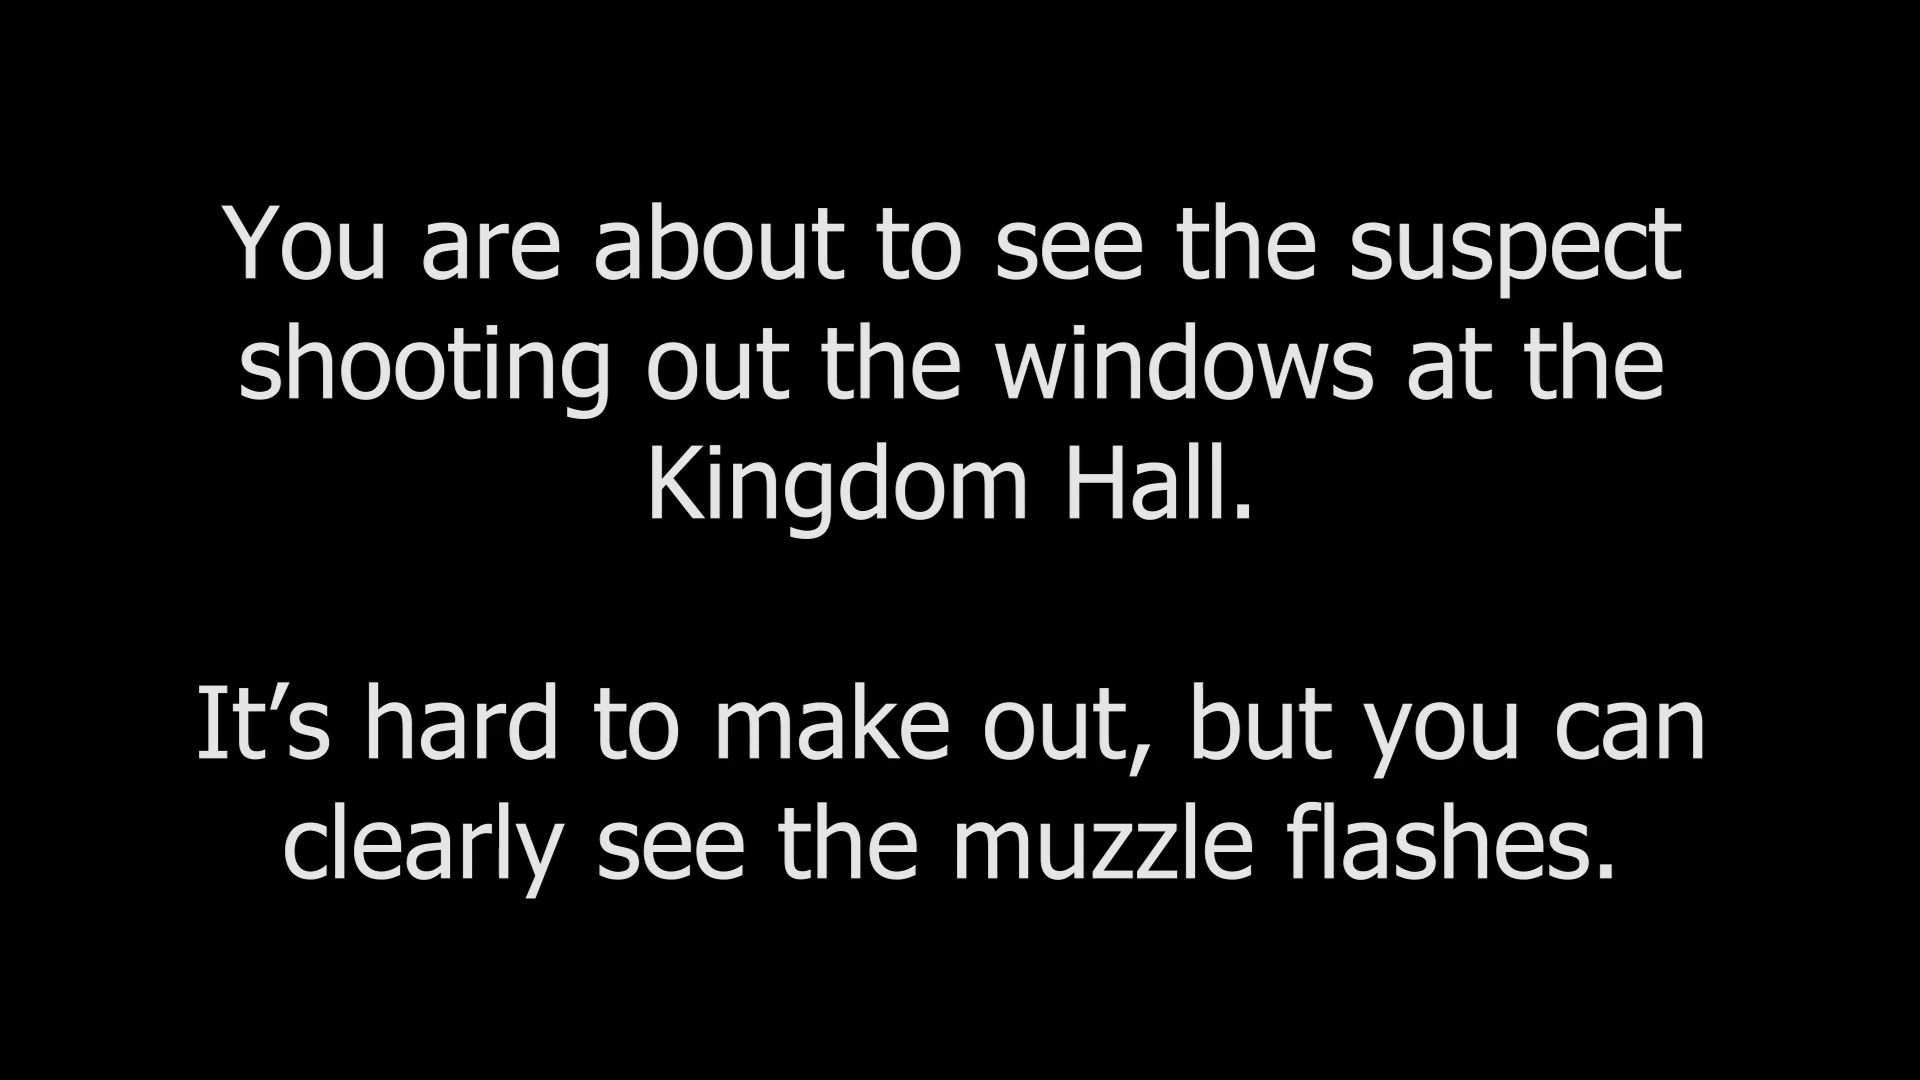 You are about to see the suspect
shooting out the windows at the
Kingdom Hall.
It’s hard to make out, but you can
clearly see the muzzle flashes.